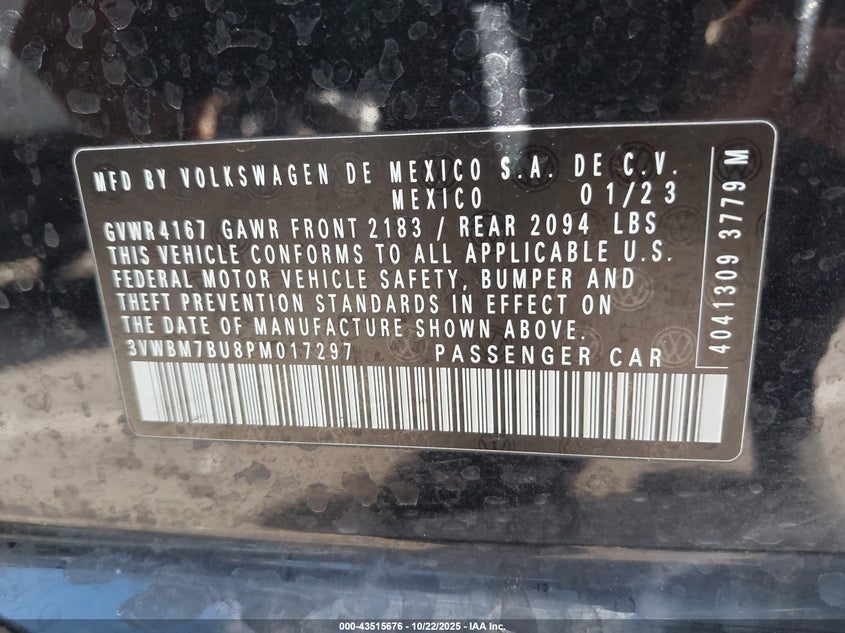 MFD BY VOLKSWAGEN DE MEXICO S.A. DE C.V.
MEXICO 01/23
GVWR 4167 GAWR FRONT 2183 / REAR 2094 LBS
THIS VEHICLE CONFORMS TO ALL APPLICABLE U.S.
FEDERAL MOTOR VEHICLE SAFETY, BUMPER AND
THEFT PREVENTION STANDARDS IN EFFECT ON
THE DATE OF MANUFACTURE SHOWN ABOVE.
3VWBM7BU8PM017297 PASSENGER CAR
4041309 3779 M
000-43515676 - 10/22/2025 - IAA Inc.